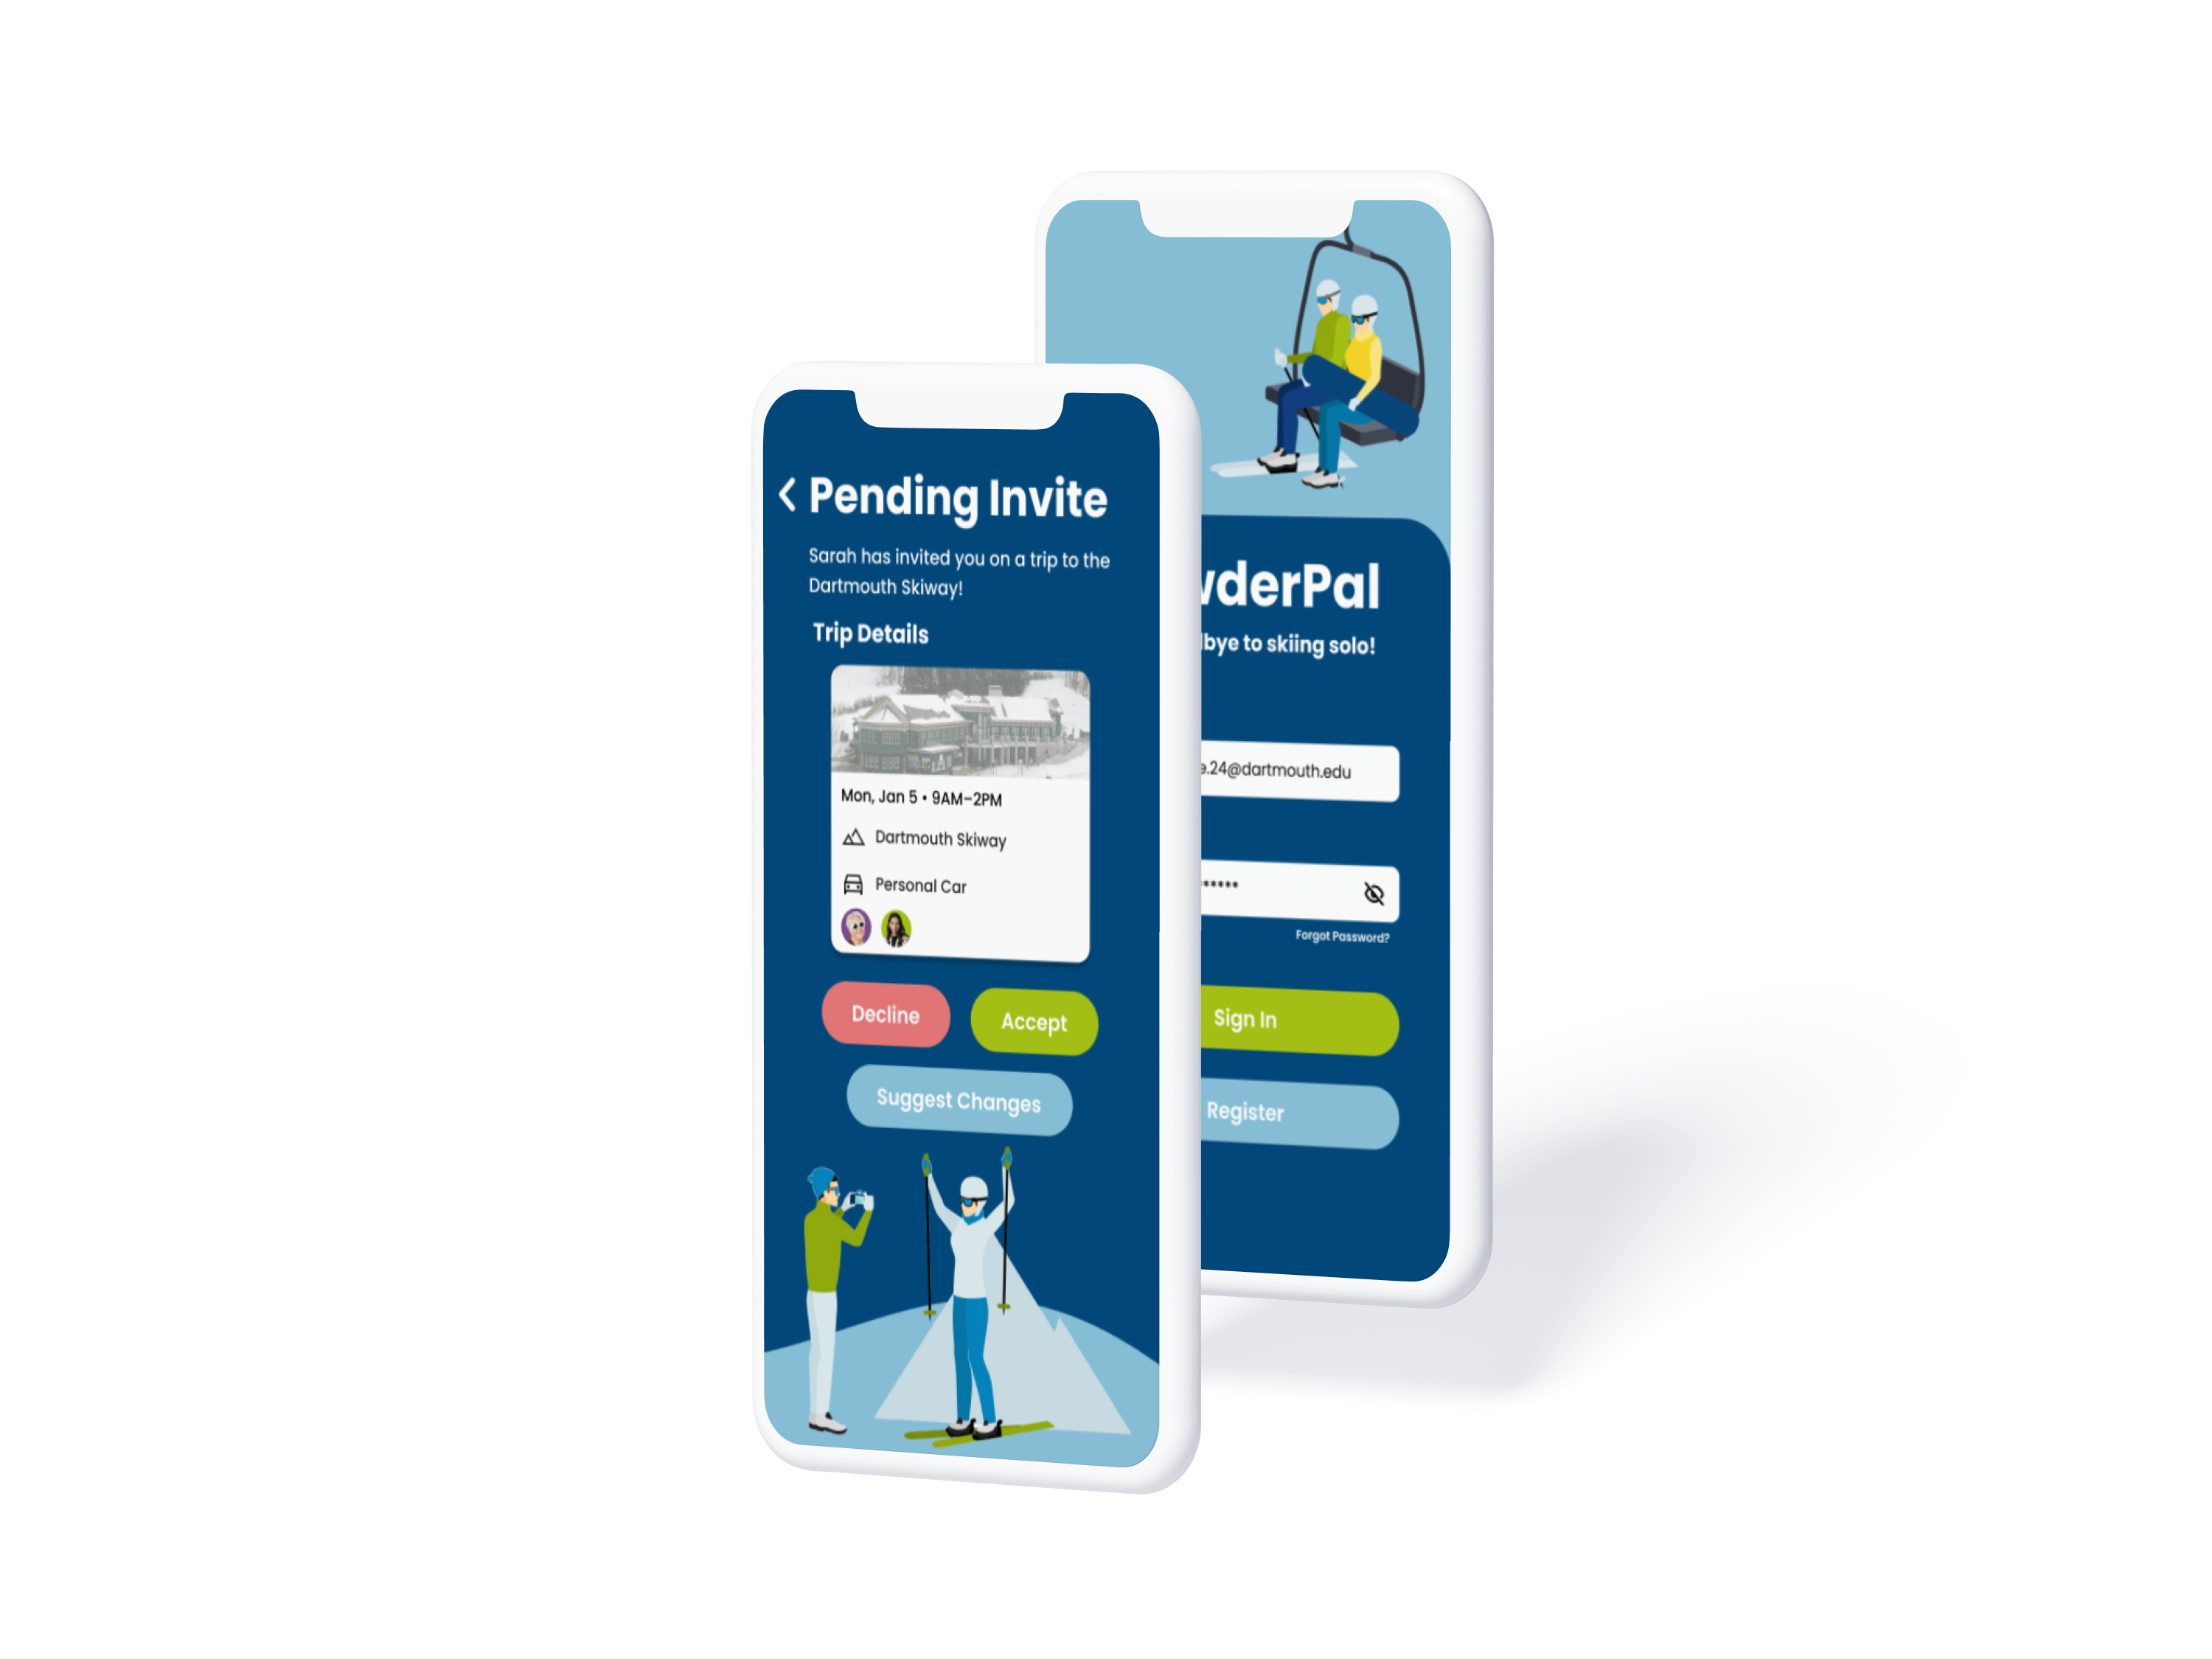 Pending Invite
Sarah has invited you on a trip to the
Dartmouth Skiway!
Trip Details
Mon, Jan 5 • 9AM–2PM
Dartmouth Skiway
Personal Car
Decline
Accept
Suggest Changes
wderPal
bye to skiing solo!
e.24@dartmouth.edu
******
Forgot Password?
Sign In
Register